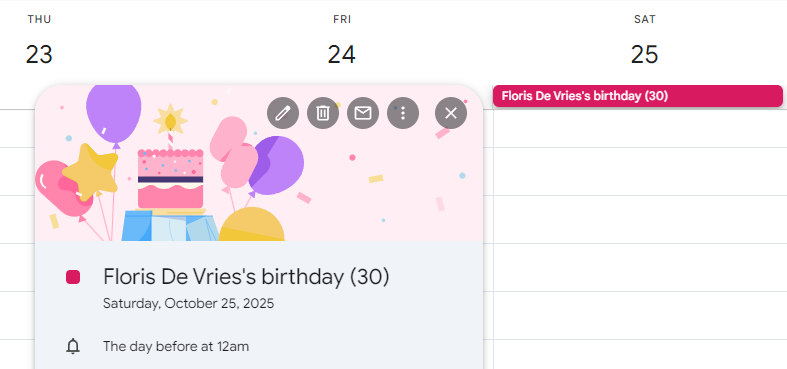 THU
FRI
SAT
23
24
25
Floris De Vries's birthday (30)
Floris De Vries's birthday (30)
Saturday, October 25, 2025
The day before at 12am